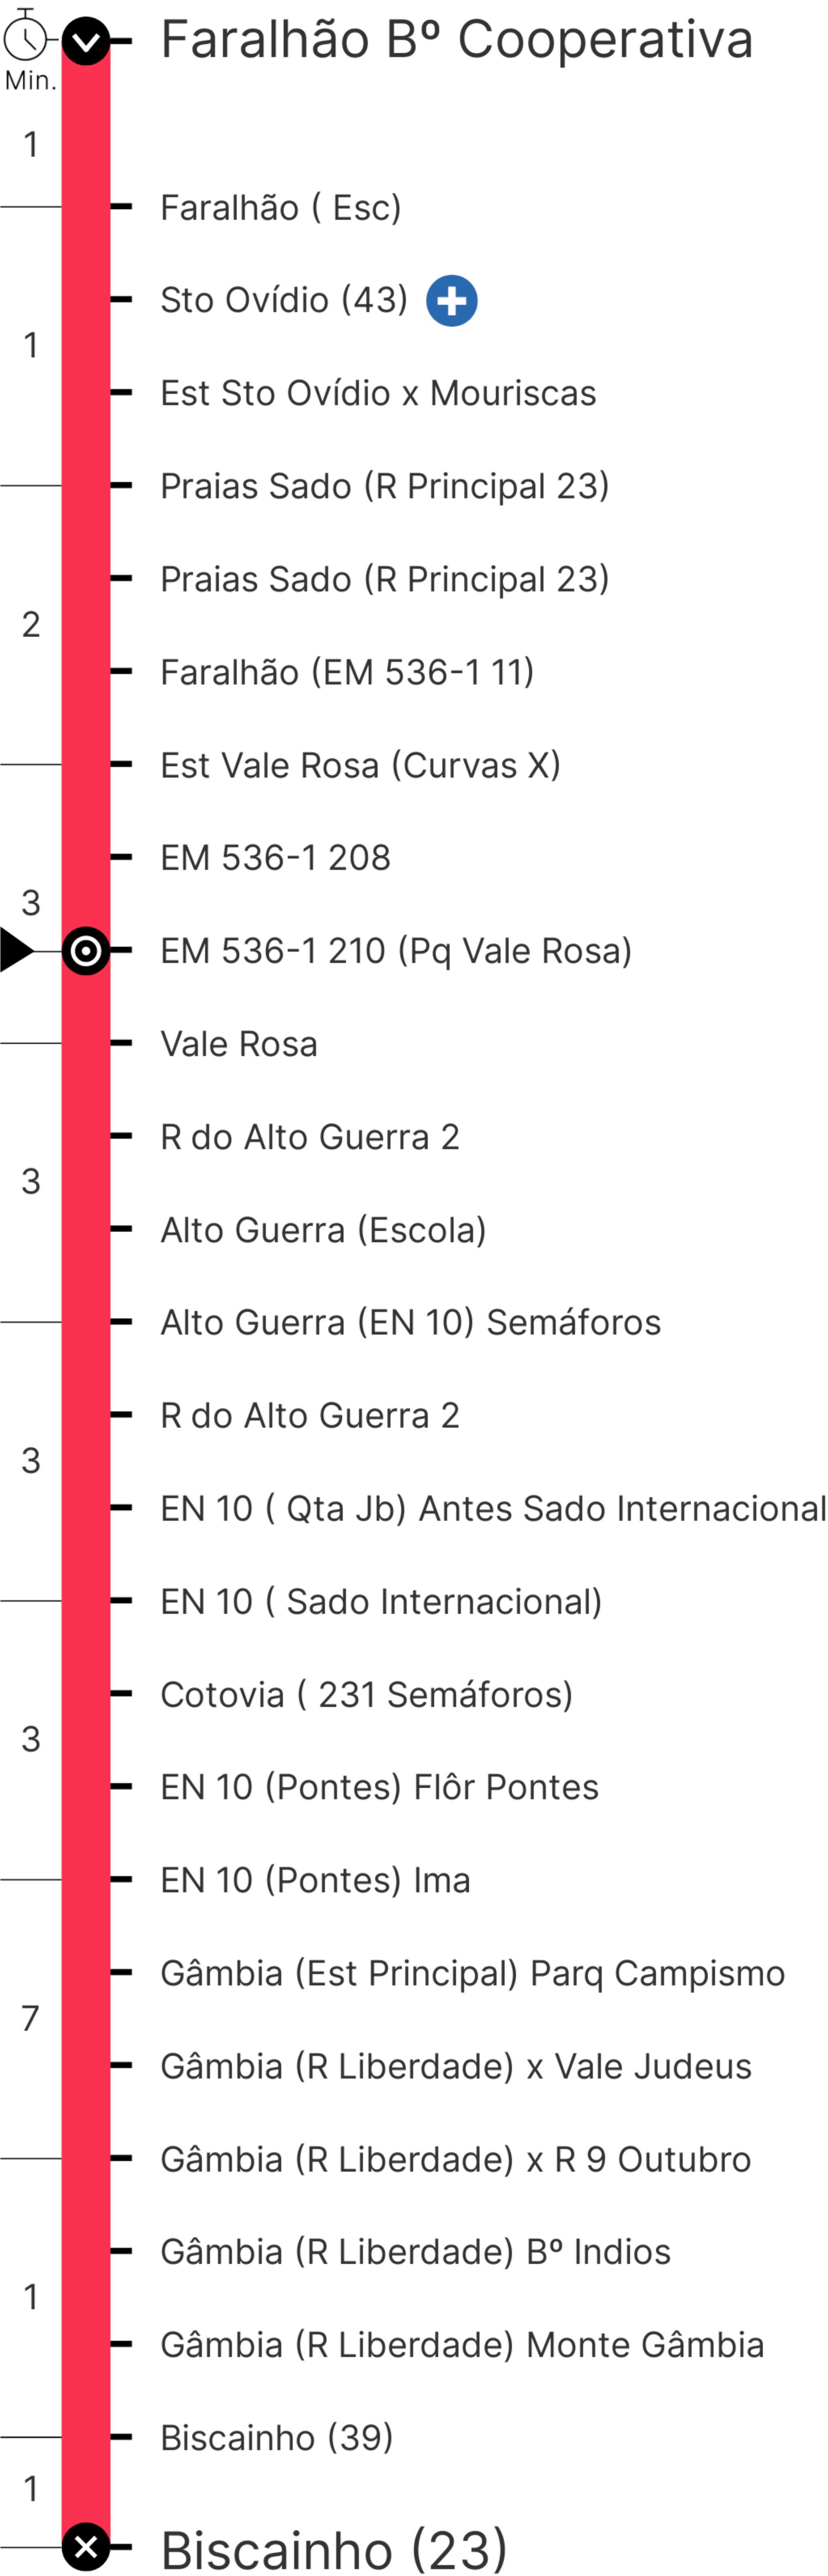 Faralhão Bº Cooperativa
Min.
1
Faralhão ( Esc)
Sto Ovídio (43)
1
Est Sto Ovídio x Mouriscas
Praias Sado (R Principal 23)
Praias Sado (R Principal 23)
2
Faralhão (EM 536-1 11)
Est Vale Rosa (Curvas X)
EM 536-1 208
3
EM 536-1 210 (Pq Vale Rosa)
Vale Rosa
R do Alto Guerra 2
3
Alto Guerra (Escola)
Alto Guerra (EN 10) Semáforos
R do Alto Guerra 2
3
EN 10 ( Qta Jb) Antes Sado Internacional
EN 10 ( Sado Internacional)
Cotovia ( 231 Semáforos)
3
EN 10 (Pontes) Flôr Pontes
EN 10 (Pontes) Ima
Gâmbia (Est Principal) Parq Campismo
7
Gâmbia (R Liberdade) x Vale Judeus
Gâmbia (R Liberdade) x R 9 Outubro
Gâmbia (R Liberdade) Bº Indios
1
Gâmbia (R Liberdade) Monte Gâmbia
Biscainho (39)
1
Biscainho (23)